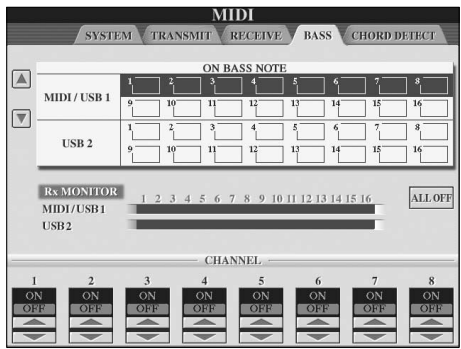 MIDI
SYSTEM TRANSMIT RECEIVE BASS CHORD DETECT
ON BASS NOTE
MIDI / USB 1
1 2 3 4 5 6 7 8
9 10 11 12 13 14 15 16
USB 2
1 2 3 4 5 6 7 8
9 10 11 12 13 14 15 16
Rx MONITOR
1 2 3 4 5 6 7 8 9 10 11 12 13 14 15 16
ALL OFF
MIDI/USB1
USB2
CHANNEL
1 2 3 4 5 6 7 8
ON ON ON ON ON ON ON ON
OFF OFF OFF OFF OFF OFF OFF OFF